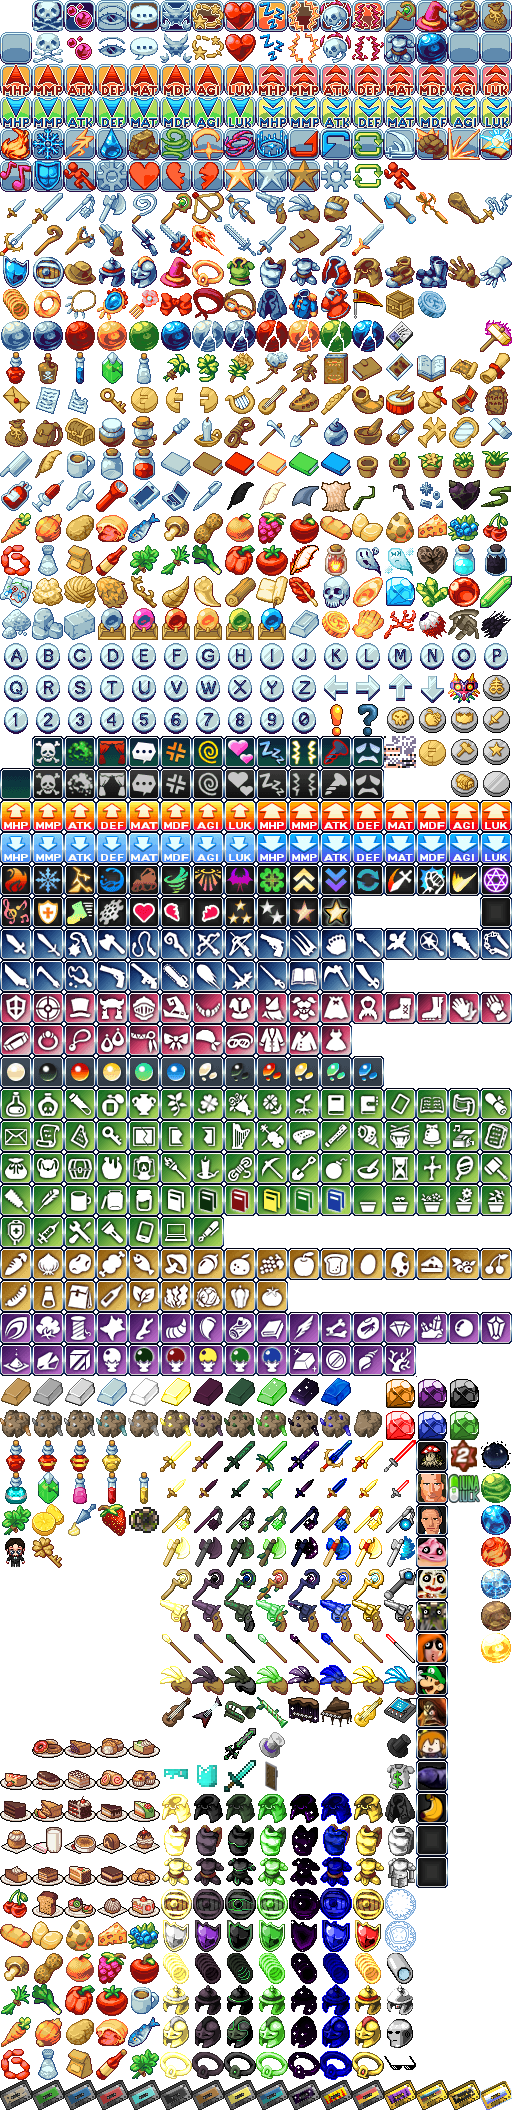 MHP MMP ATK DEF MAT MDF AGI LUK MHP MMP ATK DEF MAT MDF AGI LUK
MHP MMP ATK DEF MAT MDF AGI LUK MHP MMP ATK DEF MAT MDF AGI LUK
A B C D E F G H I J K L M N O P
Q R S T U V W X Y Z
1 2 3 4 5 6 7 8 9 0 ! ?
MHP MMP ATK DEF MAT MDF AGI LUK MHP MMP ATK DEF MAT MDF AGI LUK
MHP MMP ATK DEF MAT MDF AGI LUK MHP MMP ATK DEF MAT MDF AGI LUK